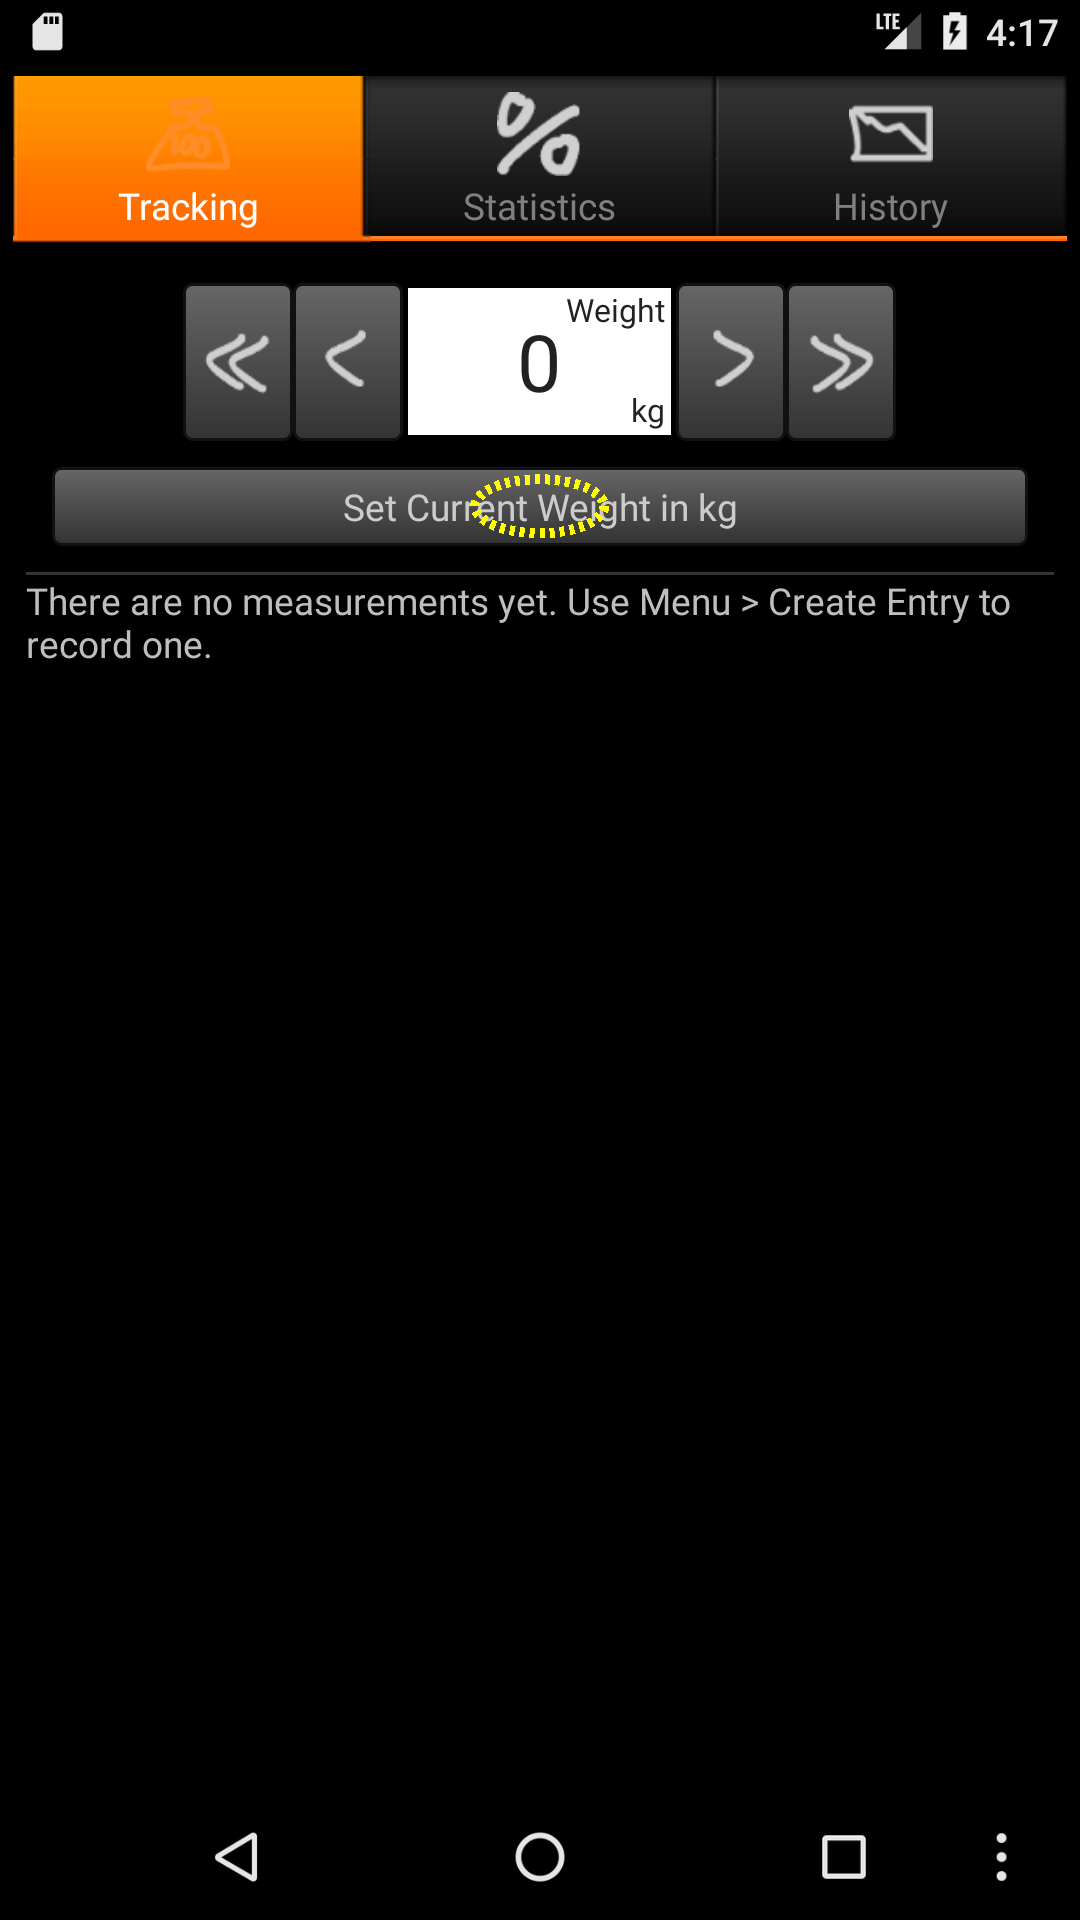 LTE 4:17
100
Tracking Statistics History
Weight
0
kg
Set Current Weight in kg
There are no measurements yet. Use Menu > Create Entry to
record one.